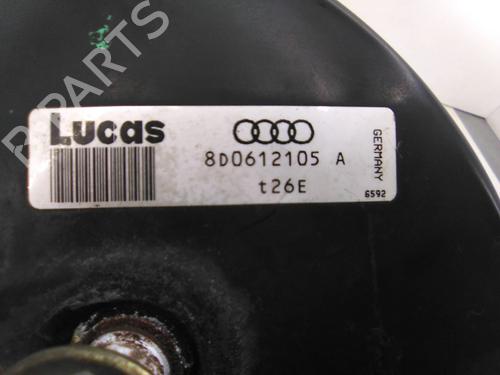 B-PARTS
Lucas
8D0612105 A
t26E
GERMANY
6592